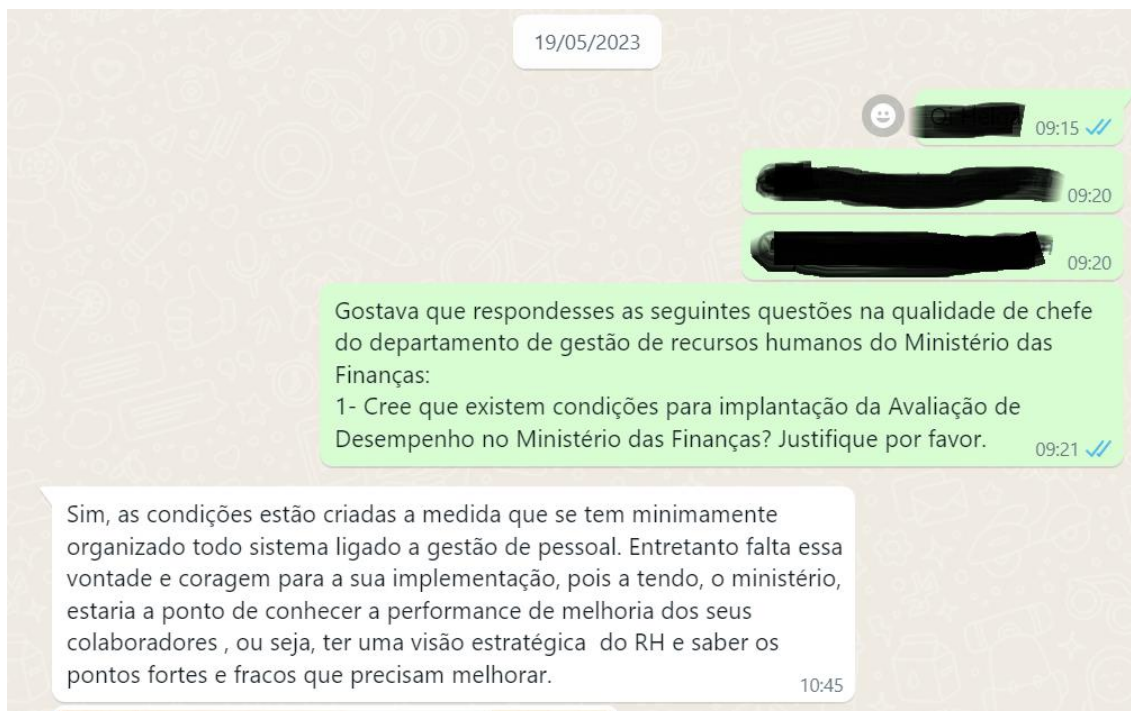 19/05/2023
09:15
09:20
09:20
Gostava que respondesses as seguintes questões na qualidade de chefe
do departamento de gestão de recursos humanos do Ministério das
Finanças:
1- Cree que existem condições para implantação da Avaliação de
Desempenho no Ministério das Finanças? Justifique por favor.
09:21
Sim, as condições estão criadas a medida que se tem minimamente
organizado todo sistema ligado a gestão de pessoal. Entretanto falta essa
vontade e coragem para a sua implementação, pois a tendo, o ministério,
estaria a ponto de conhecer a performance de melhoria dos seus
colaboradores , ou seja, ter uma visão estratégica  do RH e saber os
pontos fortes e fracos que precisam melhorar.
10:45